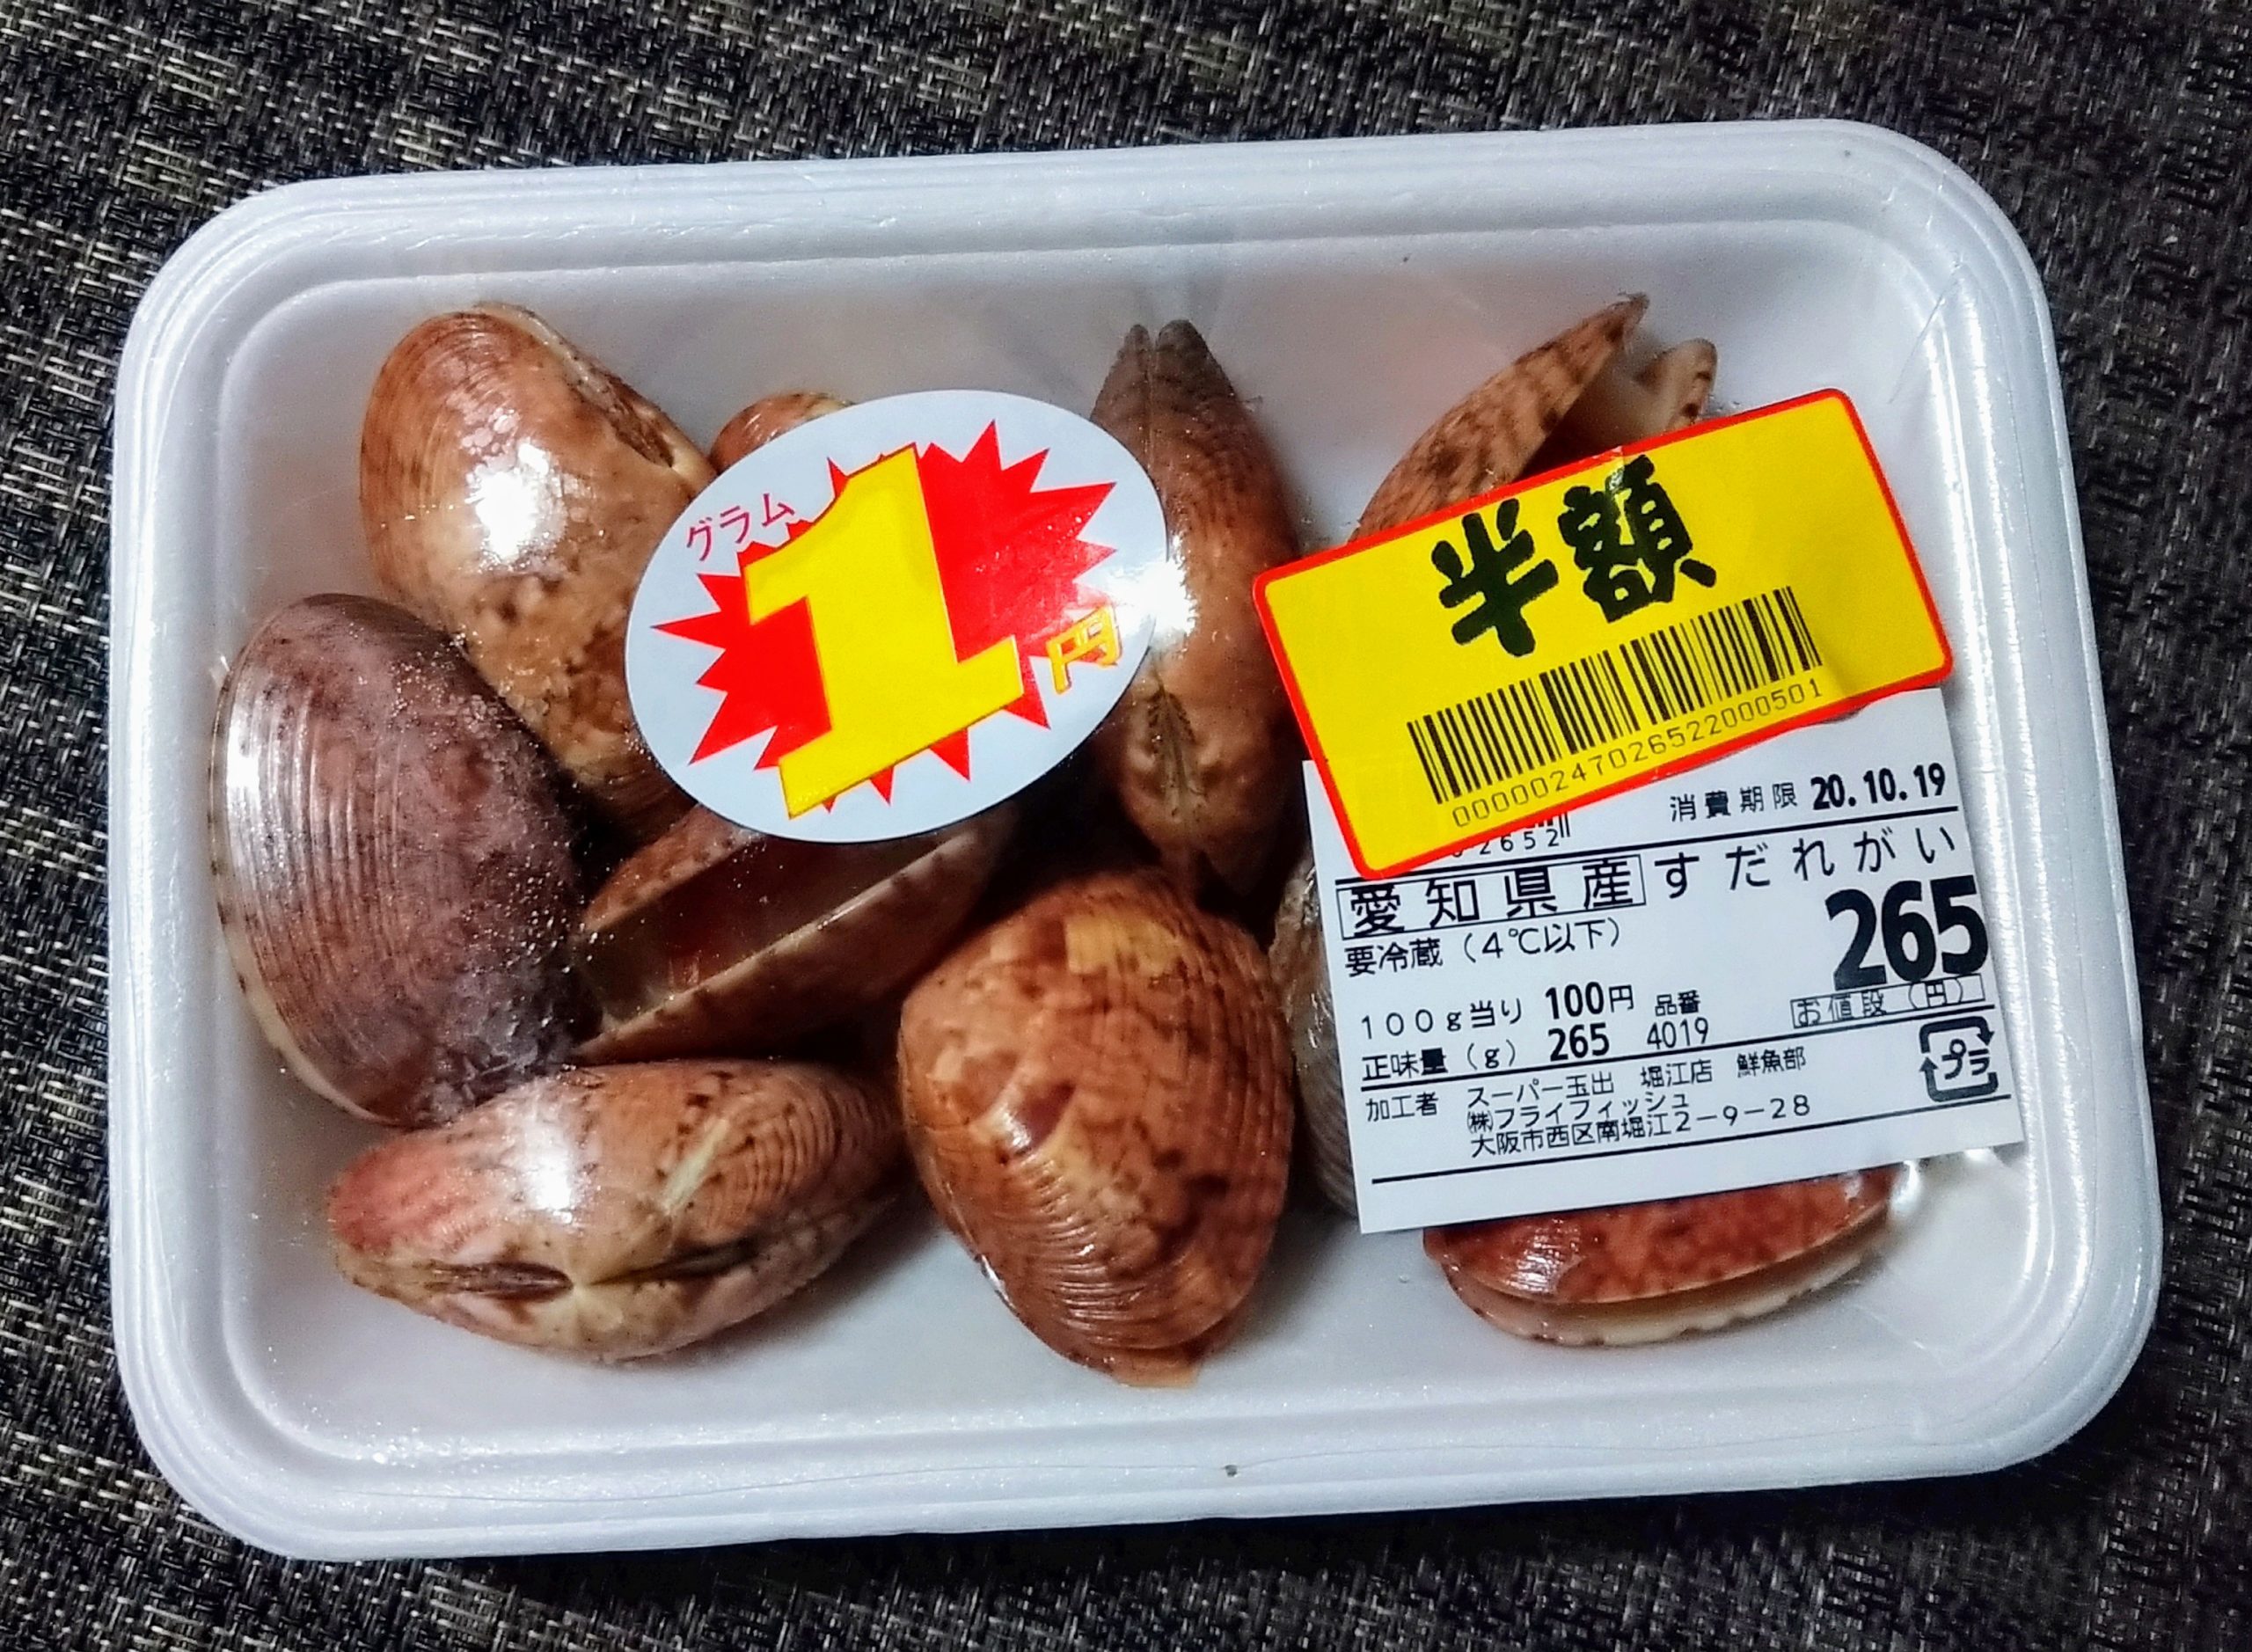 グラム
1
円
半額
0000024702652200050​1
2652
消費期限 20.10.19
愛知県産 すだれがい
要冷蔵(4℃以下)
265
お値段(円)
100g当り 100円 品番
正味量(g) 265 4019
加工者 スーパー玉出 堀江店 鮮魚部
㈱フライフィッシュ
大阪市西区南堀江2-9-28
プラ